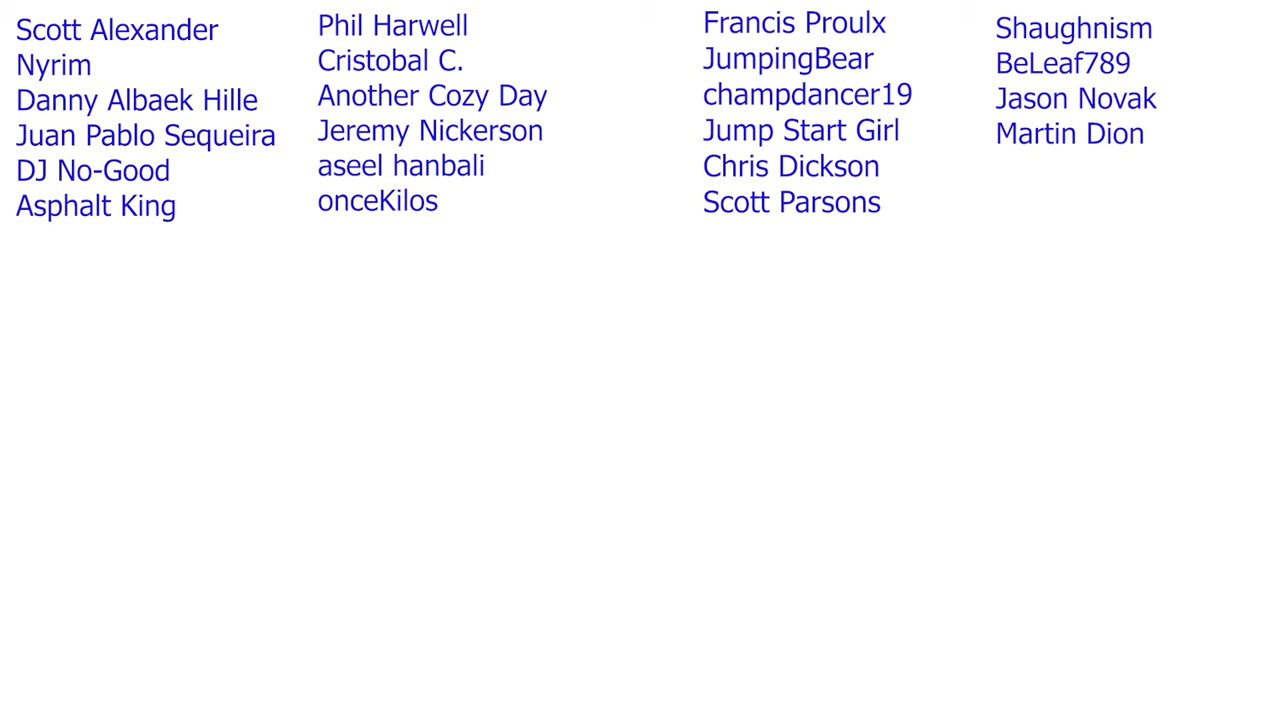 Scott Alexander
Nyrim
Danny Albaek Hille
Juan Pablo Sequeira
DJ No-Good
Asphalt King
Phil Harwell
Cristobal C.
Another Cozy Day
Jeremy Nickerson
aseel hanbali
onceKilos
Francis Proulx
JumpingBear
champdancer19
Jump Start Girl
Chris Dickson
Scott Parsons
Shaughnism
BeLeaf789
Jason Novak
Martin Dion